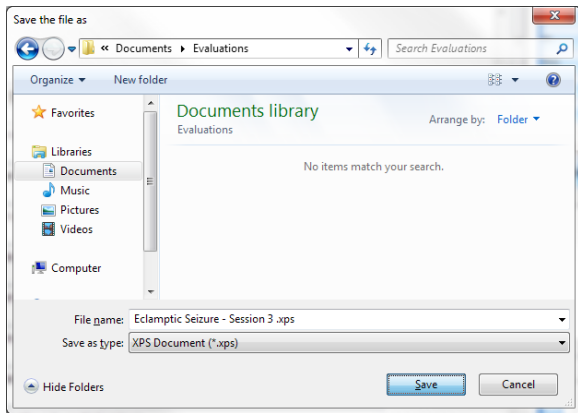 Save the file as
« Documents Evaluations
Search Evaluations
Organize New folder
Favorites
Libraries
Documents
Music
Pictures
Videos
Computer
Documents library
Evaluations
Arrange by: Folder
No items match your search.
File name: Eclamptic Seizure - Session 3 .xps
Save as type: XPS Document (*.xps)
Hide Folders
Save Cancel